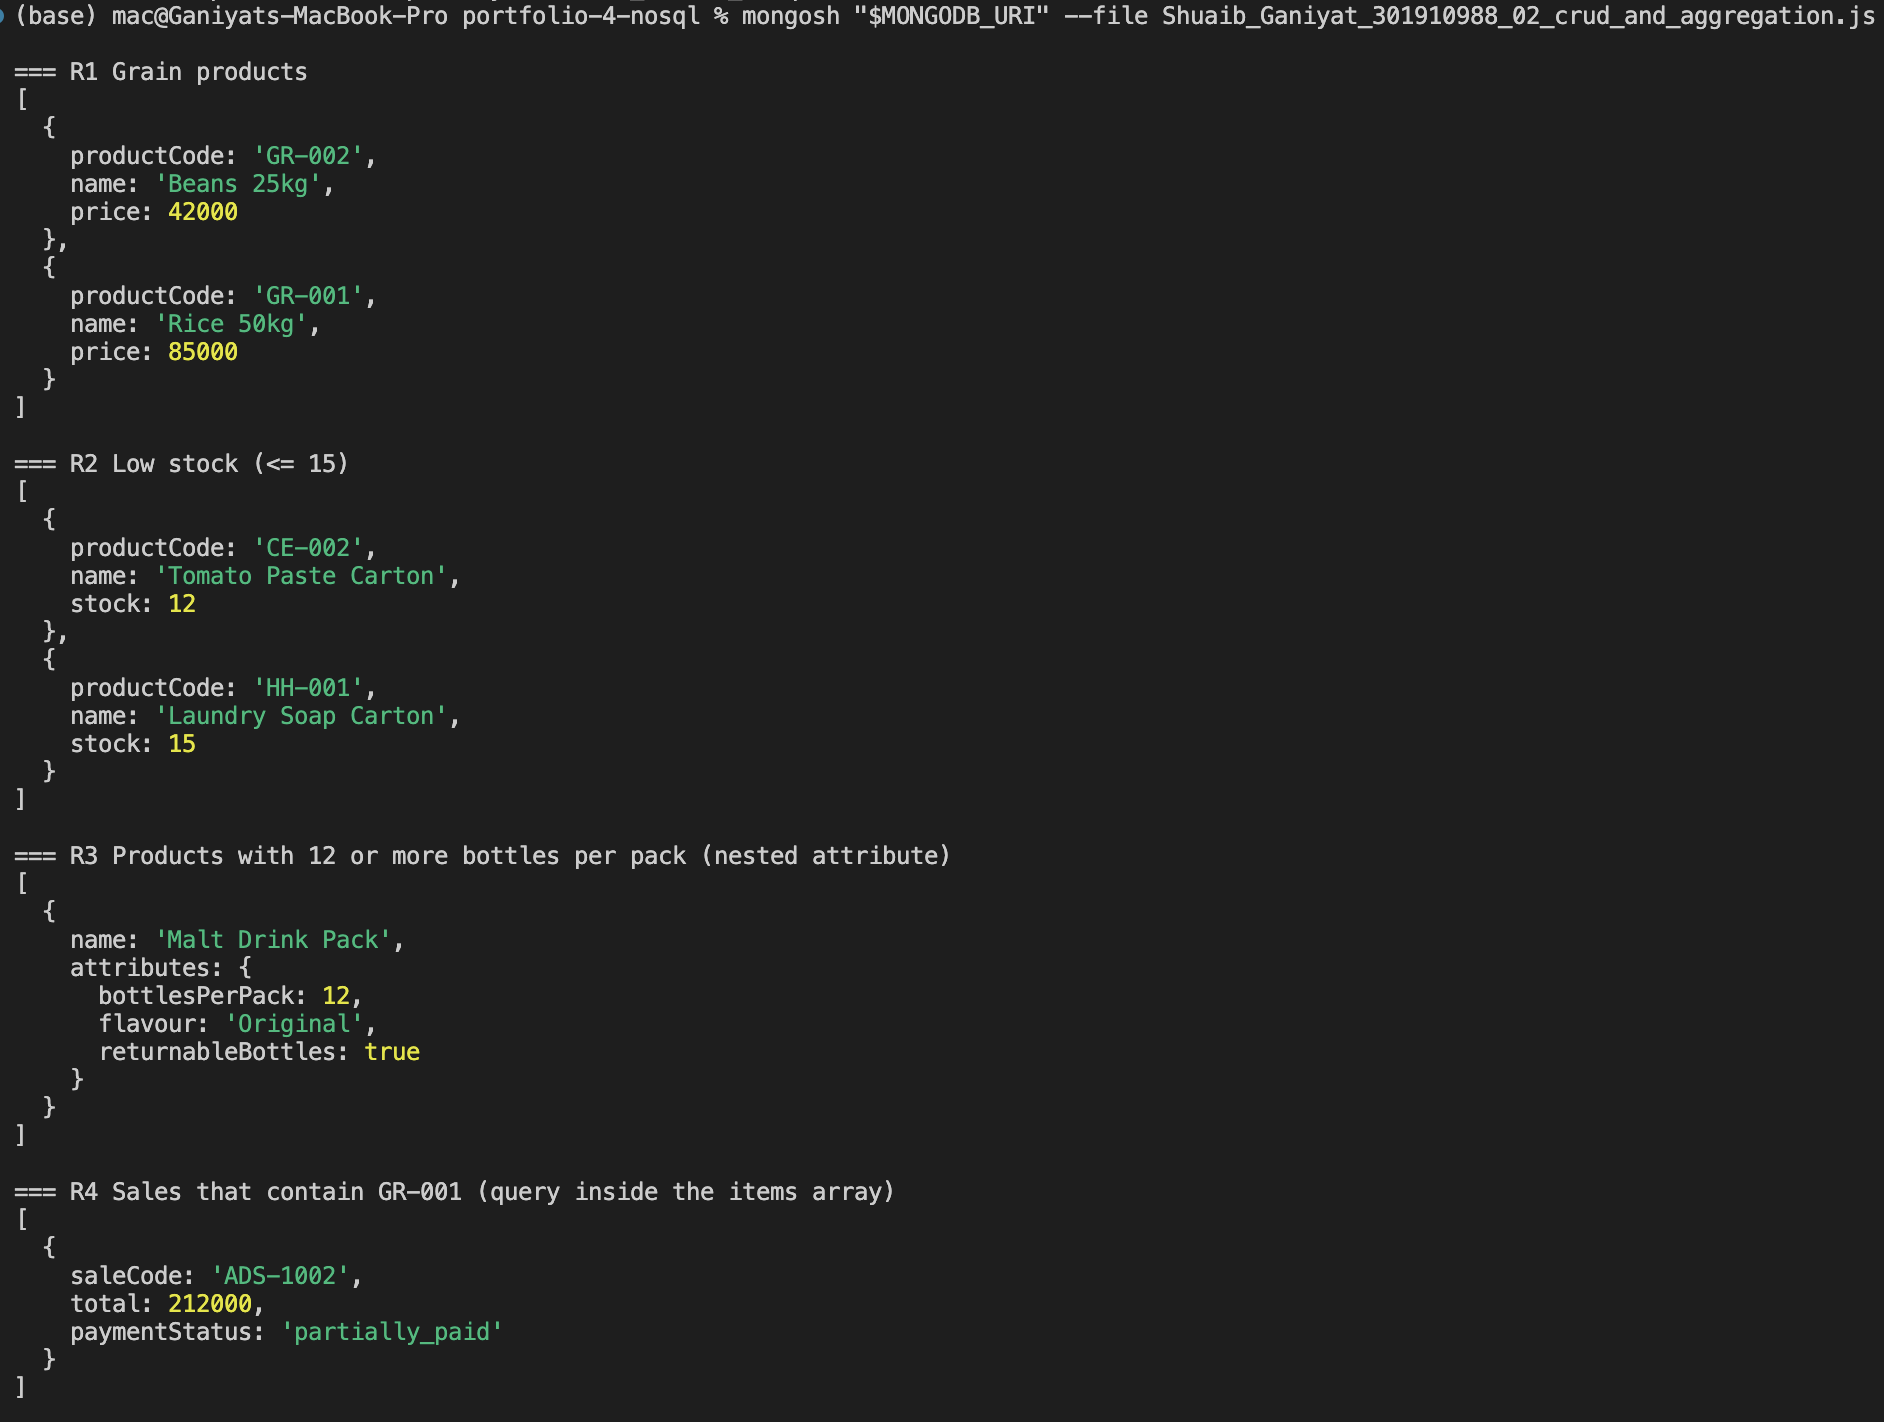 (base) mac@Ganiyats-MacBook-Pro portfolio-4-nosql % mongosh "$MONGODB_URI" --file Shuaib_Ganiyat_301910988_02_crud_and_aggregation.js
=== R1 Grain products
[
  {
    productCode: 'GR-002',
    name: 'Beans 25kg',
    price: 42000
  },
  {
    productCode: 'GR-001',
    name: 'Rice 50kg',
    price: 85000
  }
]
=== R2 Low stock (<= 15)
[
  {
    productCode: 'CE-002',
    name: 'Tomato Paste Carton',
    stock: 12
  },
  {
    productCode: 'HH-001',
    name: 'Laundry Soap Carton',
    stock: 15
  }
]
=== R3 Products with 12 or more bottles per pack (nested attribute)
[
  {
    name: 'Malt Drink Pack',
    attributes: {
      bottlesPerPack: 12,
      flavour: 'Original',
      returnableBottles: true
    }
  }
]
=== R4 Sales that contain GR-001 (query inside the items array)
[
  {
    saleCode: 'ADS-1002',
    total: 212000,
    paymentStatus: 'partially_paid'
  }
]